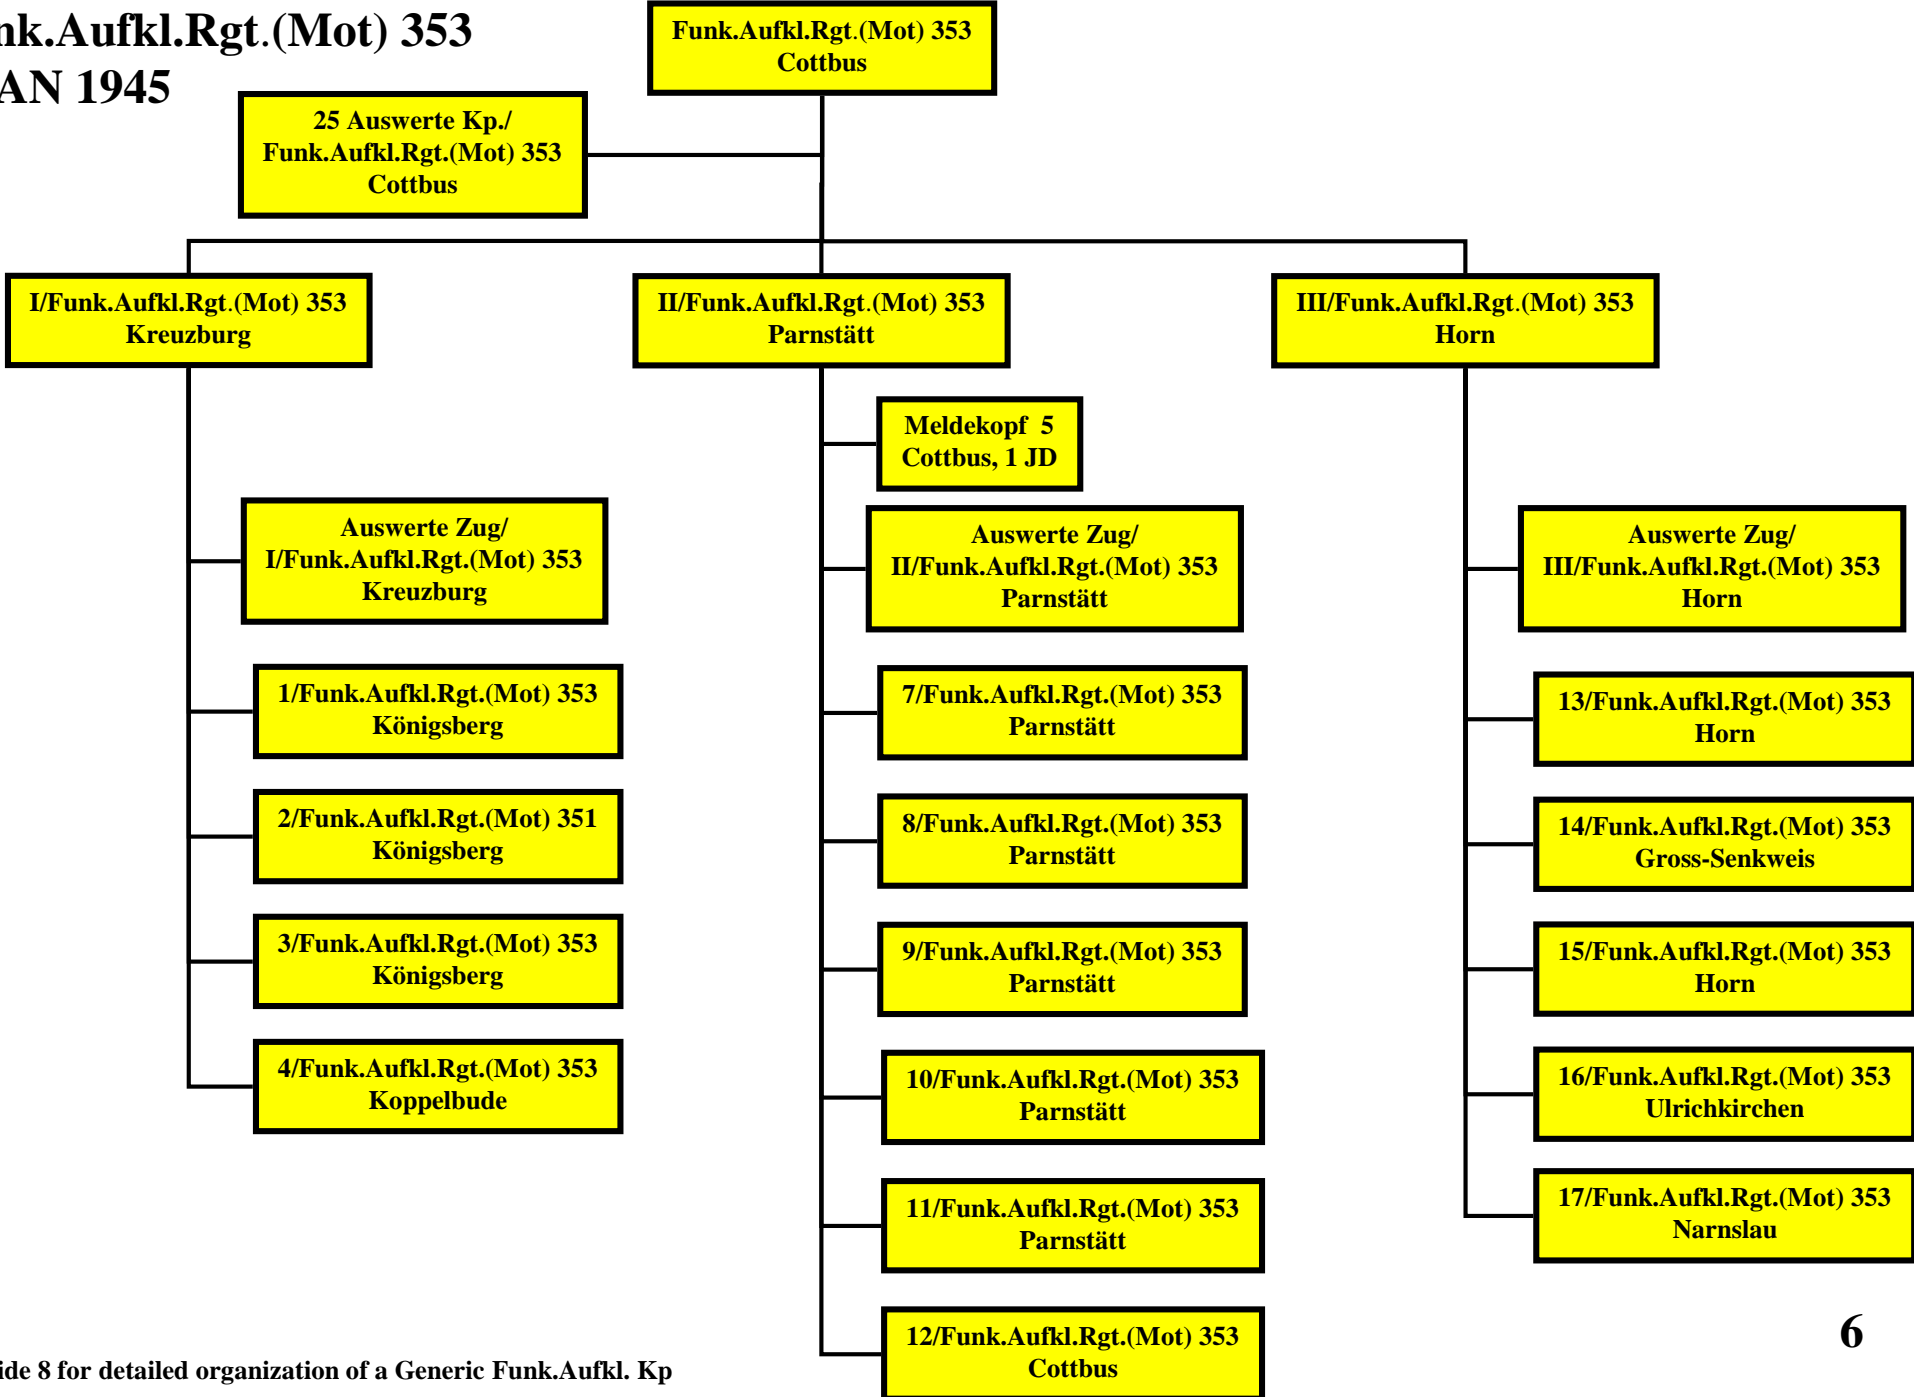 nk.Aufkl.Rgt.(Mot) 353
AN 1945
Funk.Aufkl.Rgt.(Mot) 353
Cottbus
25 Auswerte Kp./
Funk.Aufkl.Rgt.(Mot) 353
Cottbus
I/Funk.Aufkl.Rgt.(Mot) 353
Kreuzburg
II/Funk.Aufkl.Rgt.(Mot) 353
Parnstätt
III/Funk.Aufkl.Rgt.(Mot) 353
Horn
Auswerte Zug/
I/Funk.Aufkl.Rgt.(Mot) 353
Kreuzburg
1/Funk.Aufkl.Rgt.(Mot) 353
Königsberg
2/Funk.Aufkl.Rgt.(Mot) 351
Königsberg
3/Funk.Aufkl.Rgt.(Mot) 353
Königsberg
4/Funk.Aufkl.Rgt.(Mot) 353
Koppelbude
Meldekopf 5
Cottbus, 1 JD
Auswerte Zug/
II/Funk.Aufkl.Rgt.(Mot) 353
Parnstätt
7/Funk.Aufkl.Rgt.(Mot) 353
Parnstätt
8/Funk.Aufkl.Rgt.(Mot) 353
Parnstätt
9/Funk.Aufkl.Rgt.(Mot) 353
Parnstätt
10/Funk.Aufkl.Rgt.(Mot) 353
Parnstätt
11/Funk.Aufkl.Rgt.(Mot) 353
Parnstätt
12/Funk.Aufkl.Rgt.(Mot) 353
Cottbus
Auswerte Zug/
III/Funk.Aufkl.Rgt.(Mot) 353
Horn
13/Funk.Aufkl.Rgt.(Mot) 353
Horn
14/Funk.Aufkl.Rgt.(Mot) 353
Gross-Senkweis
15/Funk.Aufkl.Rgt.(Mot) 353
Horn
16/Funk.Aufkl.Rgt.(Mot) 353
Ulrichkirchen
17/Funk.Aufkl.Rgt.(Mot) 353
Narnslau
6
ide 8 for detailed organization of a Generic Funk.Aufkl. Kp